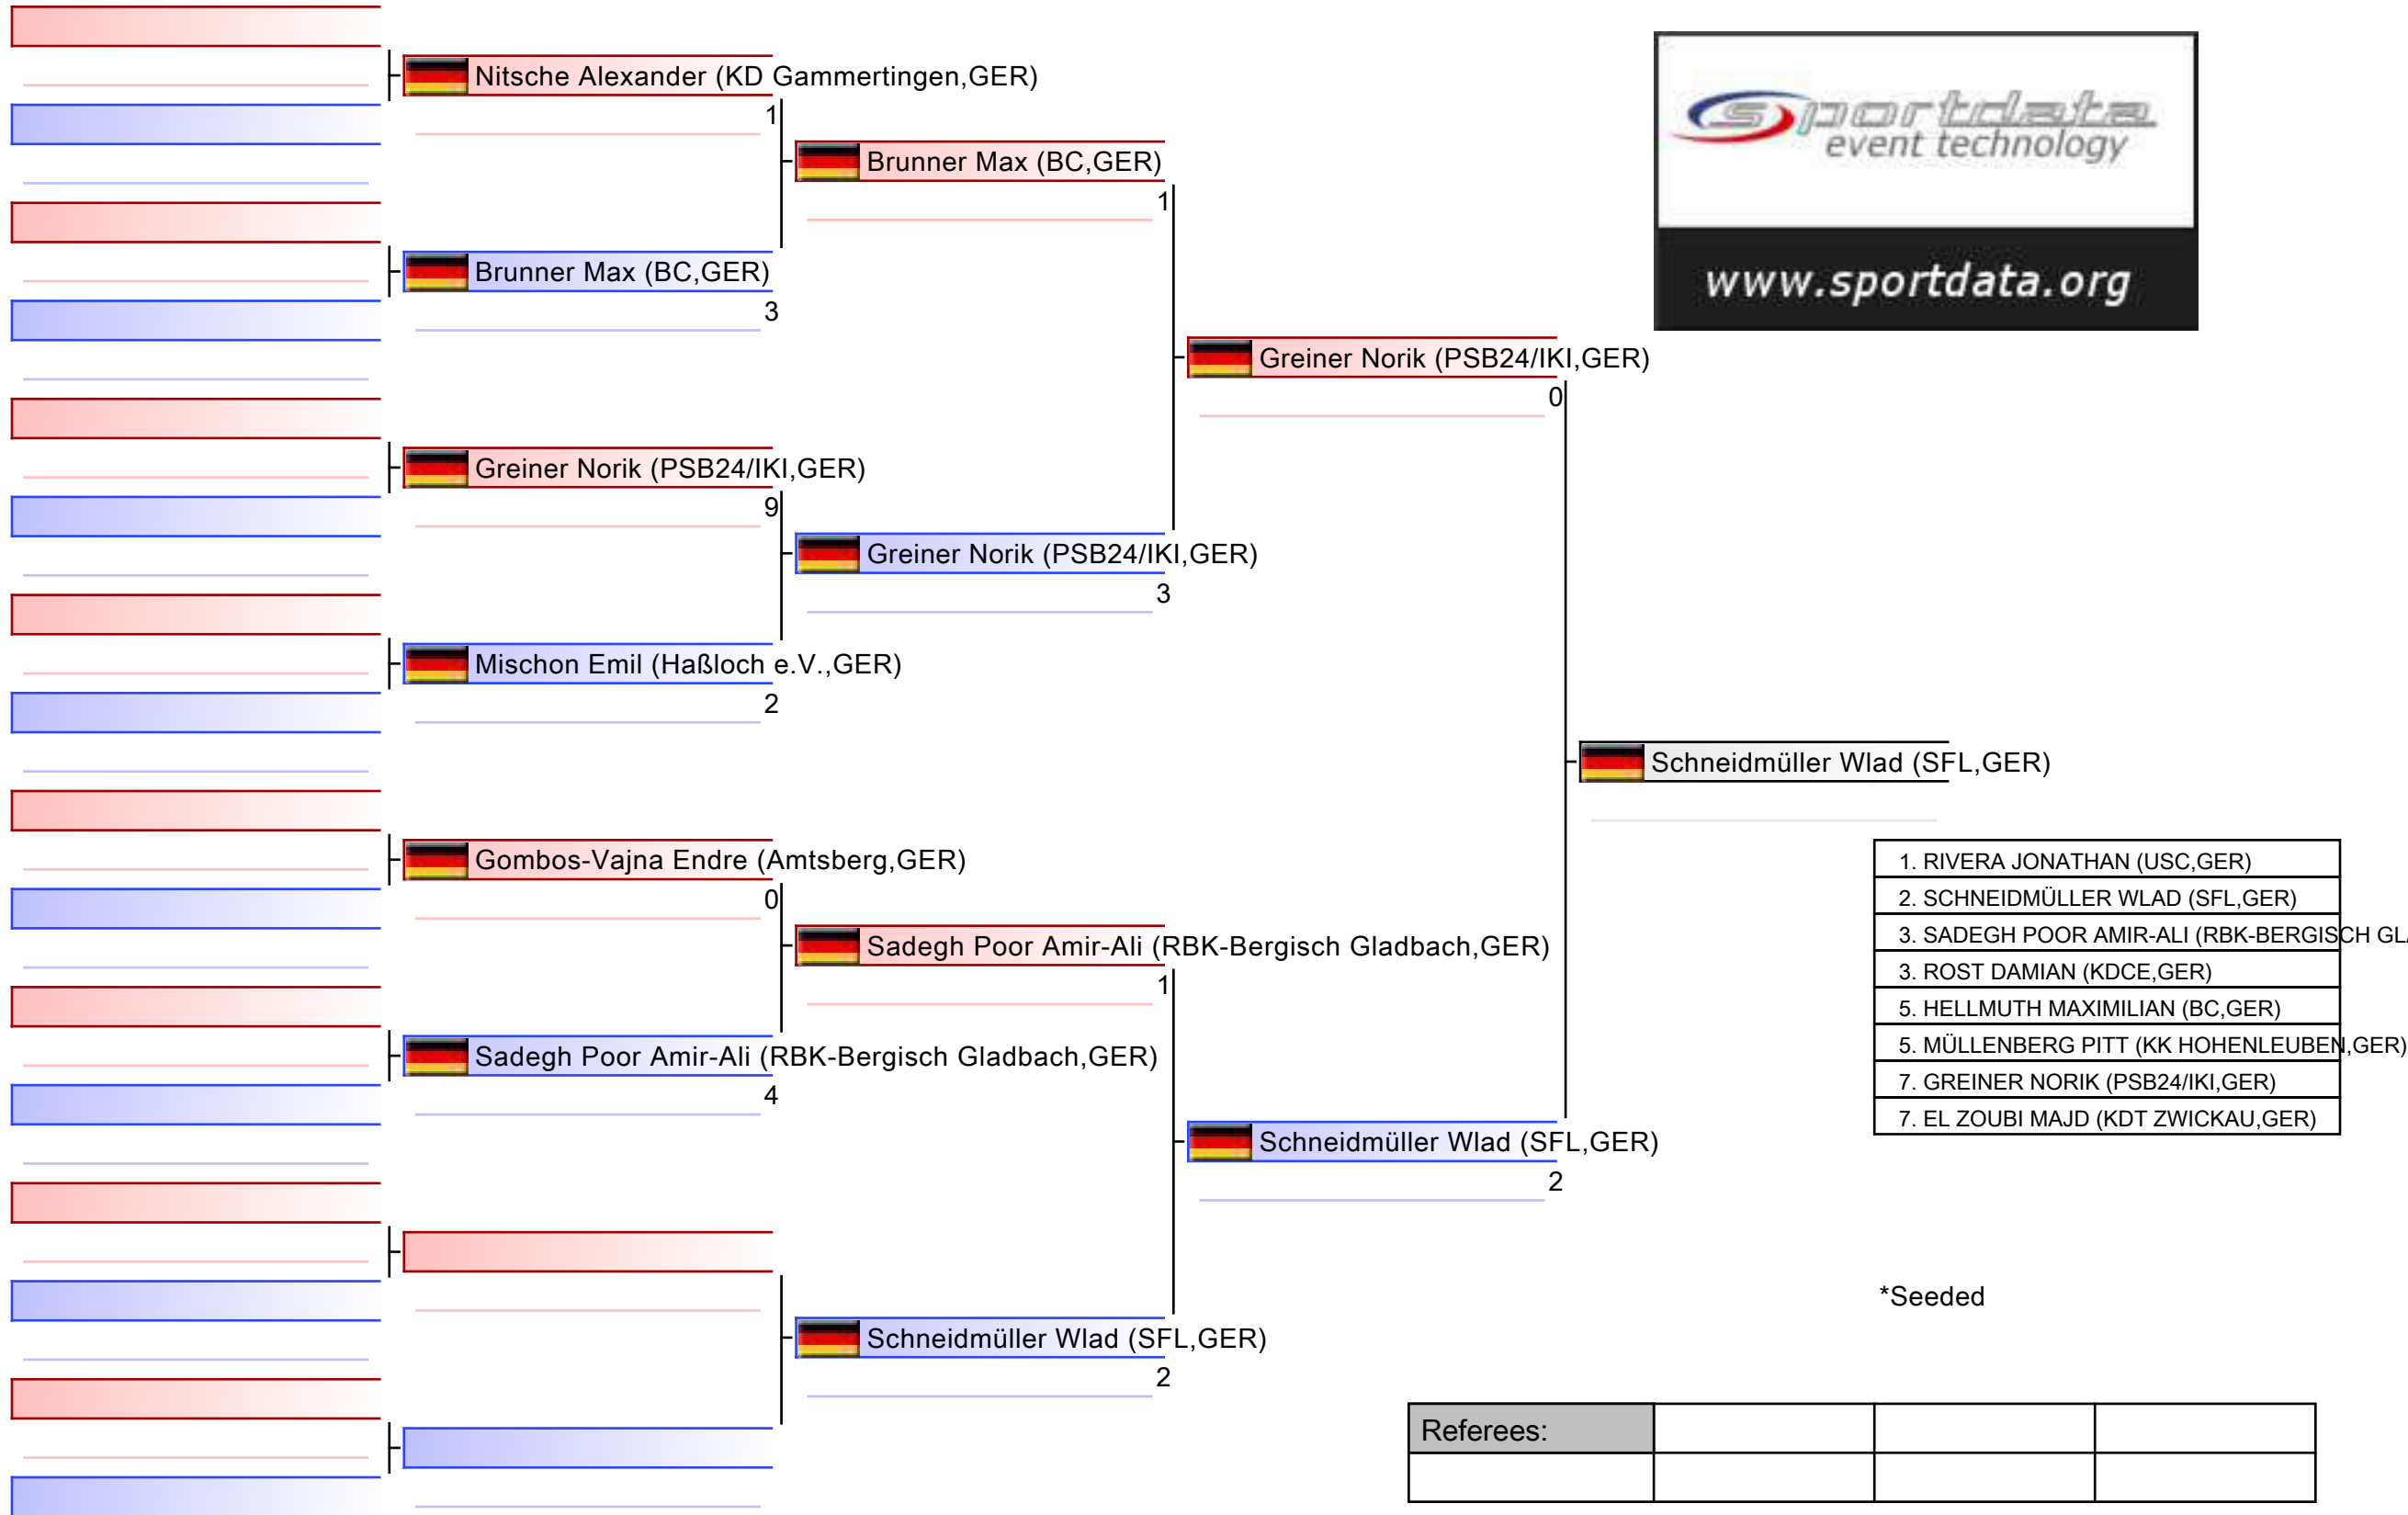 Nitsche Alexander (KD Gammertingen,GER)
1
Brunner Max (BC,GER)
1
Brunner Max (BC,GER)
3
Greiner Norik (PSB24/IKI,GER)
0
Greiner Norik (PSB24/IKI,GER)
9
Greiner Norik (PSB24/IKI,GER)
3
Mischon Emil (Haßloch e.V.,GER)
2
Schneidmüller Wlad (SFL,GER)
Gombos-Vajna Endre (Amtsberg,GER)
0
Sadegh Poor Amir-Ali (RBK-Bergisch Gladbach,GER)
1
Sadegh Poor Amir-Ali (RBK-Bergisch Gladbach,GER)
4
Schneidmüller Wlad (SFL,GER)
2
Schneidmüller Wlad (SFL,GER)
2
sportdata
event technology
www.sportdata.org
1. RIVERA JONATHAN (USC,GER)
2. SCHNEIDMÜLLER WLAD (SFL,GER)
3. SADEGH POOR AMIR-ALI (RBK-BERGISCH GLA
3. ROST DAMIAN (KDCE,GER)
5. HELLMUTH MAXIMILIAN (BC,GER)
5. MÜLLENBERG PITT (KK HOHENLEUBEN,GER)
7. GREINER NORIK (PSB24/IKI,GER)
7. EL ZOUBI MAJD (KDT ZWICKAU,GER)
*Seeded
Referees: